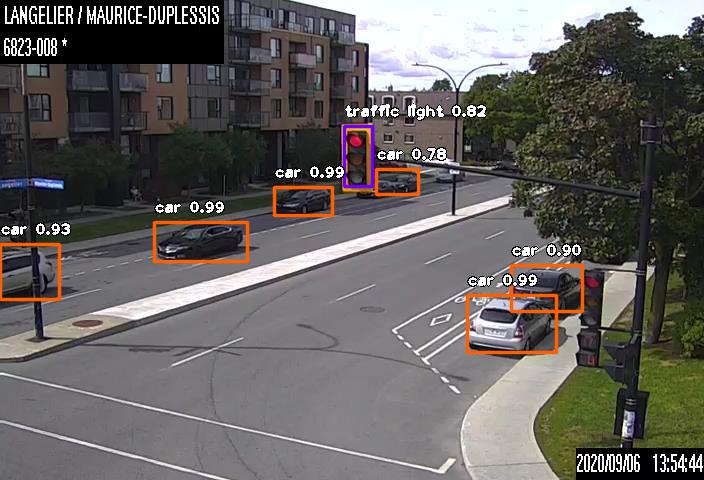 LANGELIER / MAURICE-DUPLESSIS
6823-008 *
traffic light 0.82
car 0.99
car 0.78
car 0.99
car 0.93
car 0.90
car 0.99
2020/09/06 13:54:44